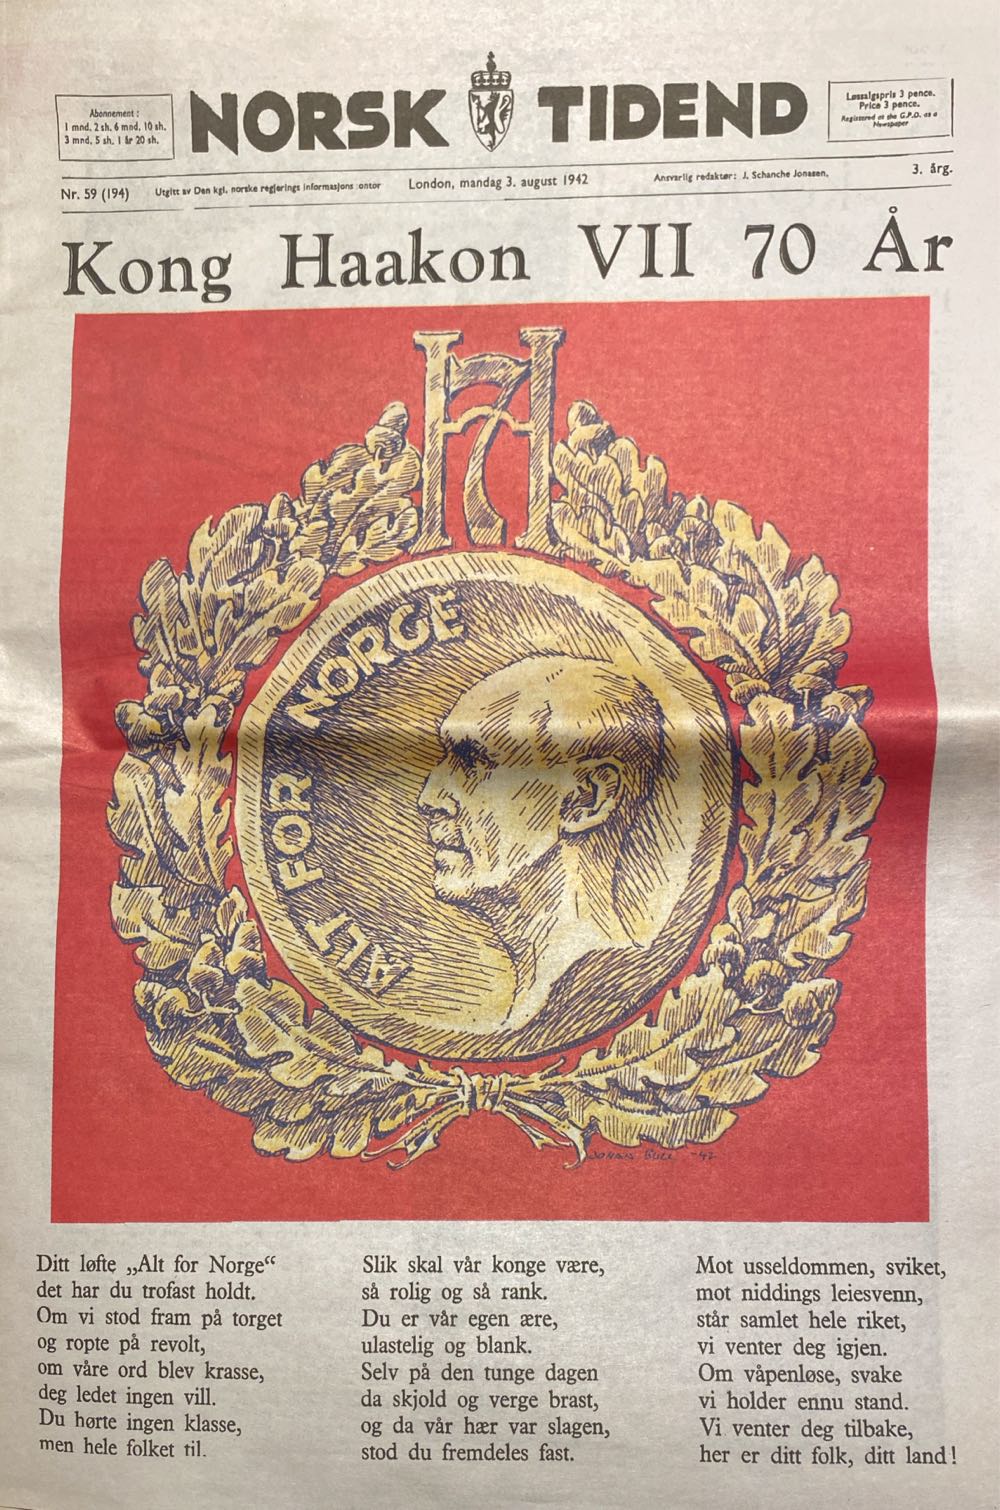 Abonnement :
1 mnd. 2 sh. 6 mnd. 10 sh.
3 mnd. 5 sh. 1 år 20 sh.
NORSK TIDEND
Løssalgspris 3 pence.
Price 3 pence.
Registered at the G.P.O. as a
Newspaper
Nr. 59 (194)
Utgitt av Den kgl. norske regjerings informasjons ontor
London, mandag 3. august 1942
Ansvarlig redaktør: J. Schanche Jonasen.
3. årg.
Kong Haakon VII 70 År
H7
ALT FOR NORGE
JOHAN BULL -42
Ditt løfte „Alt for Norge“
det har du trofast holdt.
Om vi stod fram på torget
og ropte på revolt,
om våre ord blev krasse,
deg ledet ingen vill.
Du hørte ingen klasse,
men hele folket til.
Slik skal vår konge være,
så rolig og så rank.
Du er vår egen ære,
ulastelig og blank.
Selv på den tunge dagen
da skjold og verge brast,
og da vår hær var slagen,
stod du fremdeles fast.
Mot usseldommen, sviket,
mot niddings leiesvenn,
står samlet hele riket,
vi venter deg igjen.
Om våpenløse, svake
vi holder ennu stand.
Vi venter deg tilbake,
her er ditt folk, ditt land!